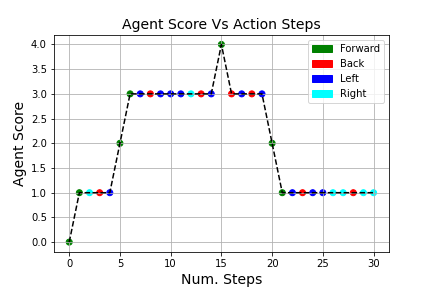 Agent Score Vs Action Steps
Agent Score
4.0
3.5
3.0
2.5
2.0
1.5
1.0
0.5
0.0
Forward
Back
Left
Right
0 5 10 15 20 25 30
Num. Steps